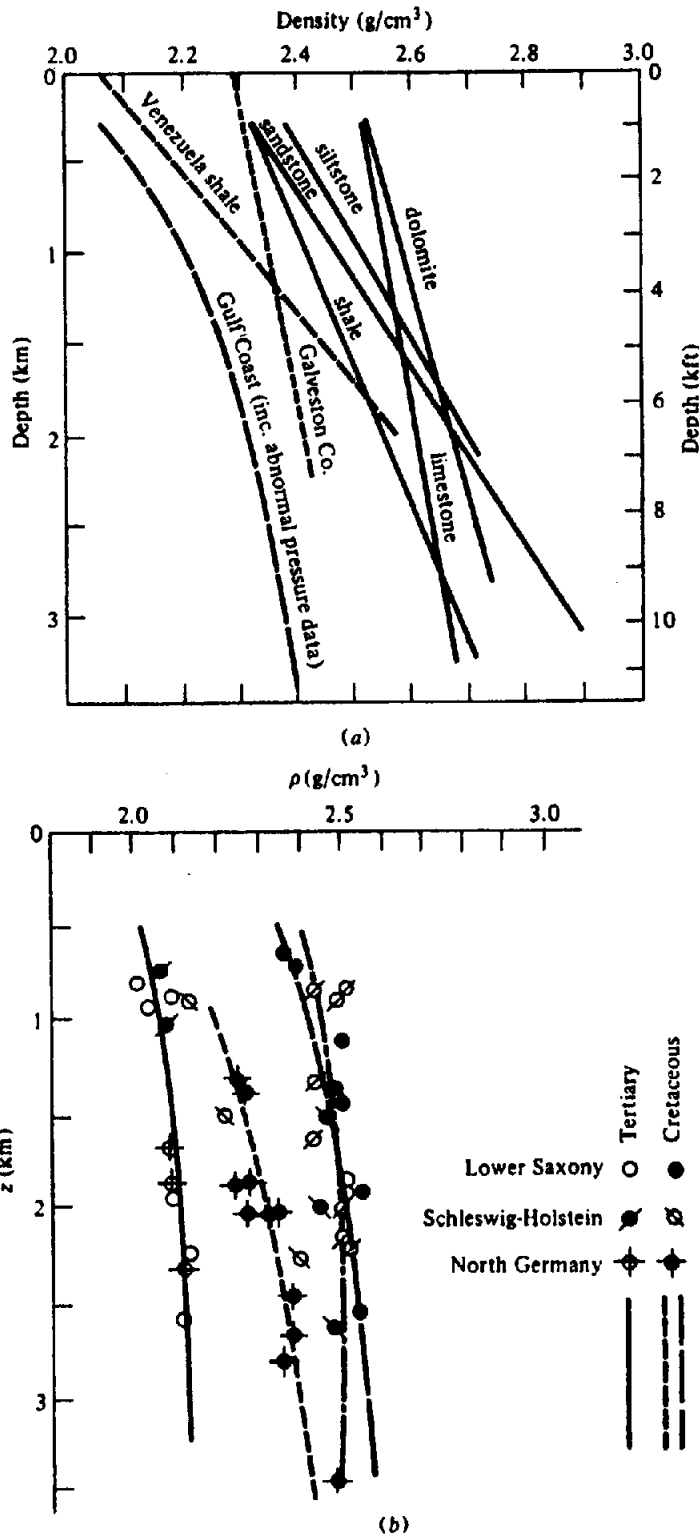 Density (g/cm³)
2.0 2.2 2.4 2.6 2.8 3.0
0 0
Venezuela shale
sandstone
siltstone
dolomite
2
1
4
shale
Gulf Coast (inc. abnormal pressure data)
Galveston Co.
limestone
Depth (km)
Depth (kft)
6
2
8
3
10
(a)
ρ (g/cm³)
2.0 2.5 3.0
0
1
z (km)
2
3
Tertiary
Cretaceous
Lower Saxony
Schleswig-Holstein
North Germany
(b)